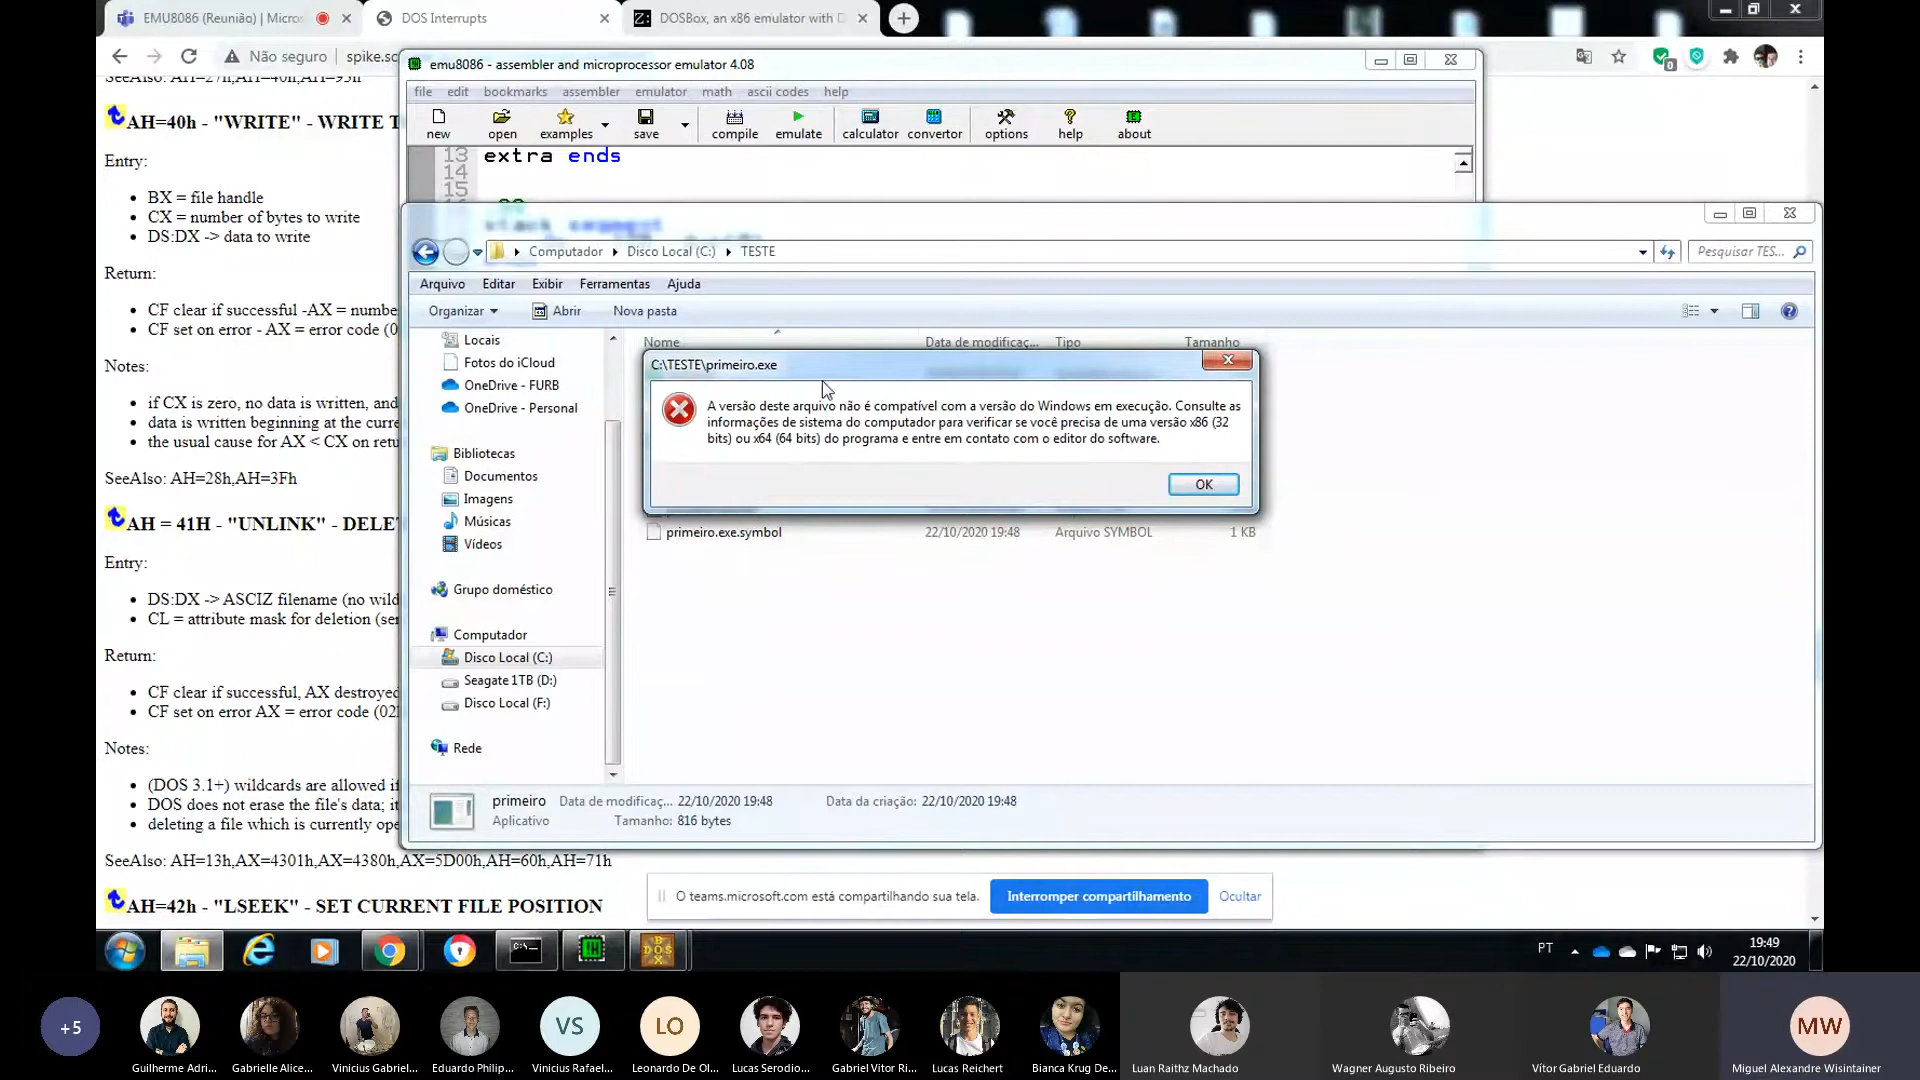 EMU8086 (Reunião) | Micros
DOS Interrupts
DOSBox, an x86 emulator with D
Não seguro
spike.sc
SeeAlso: AH=27h,AH=40h,AH=93h
AH=40h - "WRITE" - WRITE T
Entry:
BX = file handle
CX = number of bytes to write
DS:DX -> data to write
Return:
CF clear if successful -AX = numbe
CF set on error - AX = error code (0
Notes:
if CX is zero, no data is written, and
data is written beginning at the curre
the usual cause for AX < CX on retu
SeeAlso: AH=28h,AH=3Fh
AH = 41H - "UNLINK" - DELE
Entry:
DS:DX -> ASCIZ filename (no wild
CL = attribute mask for deletion (se
Return:
CF clear if successful, AX destroyed
CF set on error AX = error code (02
Notes:
(DOS 3.1+) wildcards are allowed if
DOS does not erase the file's data; it
deleting a file which is currently ope
SeeAlso: AH=13h,AX=4301h,AX=4380h,AX=5D00h,AH=60h,AH=71h
AH=42h - "LSEEK" - SET CURRENT FILE POSITION
emu8086 - assembler and microprocessor emulator 4.08
file edit bookmarks assembler emulator math ascii codes help
new open examples save compile emulate calculator convertor options help about
13 extra ends
14
15
stack segment
Computador Disco Local (C:) TESTE
Pesquisar TES...
Arquivo Editar Exibir Ferramentas Ajuda
Organizar Abrir Nova pasta
Locais
Fotos do iCloud
OneDrive - FURB
OneDrive - Personal
Bibliotecas
Documentos
Imagens
Músicas
Vídeos
Grupo doméstico
Computador
Disco Local (C:)
Seagate 1TB (D:)
Disco Local (F:)
Rede
Nome Data de modificaç... Tipo Tamanho
C:\TESTE\primeiro.exe
A versão deste arquivo não é compatível com a versão do Windows em execução. Consulte as
informações de sistema do computador para verificar se você precisa de uma versão x86 (32
bits) ou x64 (64 bits) do programa e entre em contato com o editor do software.
OK
primeiro.exe.symbol 22/10/2020 19:48 Arquivo SYMBOL 1 KB
primeiro Data de modificaç... 22/10/2020 19:48 Data da criação: 22/10/2020 19:48
Aplicativo Tamanho: 816 bytes
O teams.microsoft.com está compartilhando sua tela.
Interromper compartilhamento
Ocultar
PT
19:49
22/10/2020
+5
VS
LO
MW
Guilherme Adri...
Gabrielle Alice...
Vinicius Gabriel...
Eduardo Philip...
Vinicius Rafael...
Leonardo De Ol...
Lucas Serodio...
Gabriel Vitor Ri...
Lucas Reichert
Bianca Krug De...
Luan Raithz Machado
Wagner Augusto Ribeiro
Vítor Gabriel Eduardo
Miguel Alexandre Wisintainer